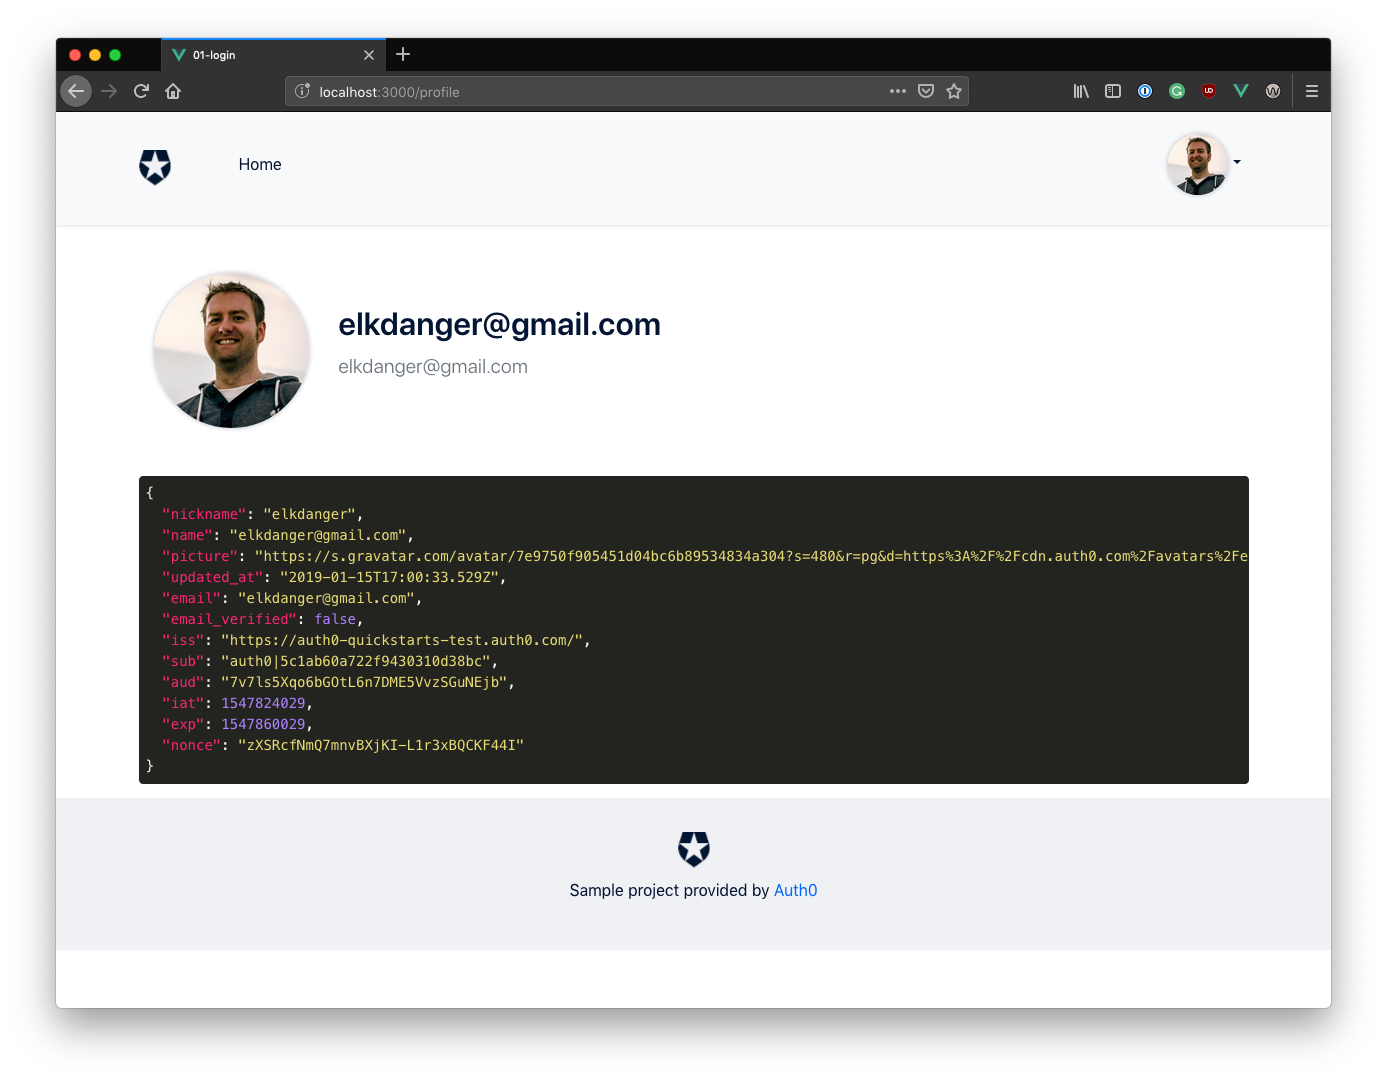 01-login
localhost:3000/profile
Home
elkdanger@gmail.com
elkdanger@gmail.com
{
"nickname": "elkdanger",
"name": "elkdanger@gmail.com",
"picture": "https://s.gravatar.com/avatar/7e9750f905451d04bc6b89534834a304?s=480&r=pg&d=https%3A%2F%2Fcdn.auth0.com%2Favatars%2Fe
"updated_at": "2019-01-15T17:00:33.529Z",
"email": "elkdanger@gmail.com",
"email_verified": false,
"iss": "https://auth0-quickstarts-test.auth0.com/",
"sub": "auth0|5c1ab60a722f9430310d38bc",
"aud": "7v7ls5Xqo6bGOtL6n7DME5VvzSGuNEjb",
"iat": 1547824029,
"exp": 1547860029,
"nonce": "zXSRcfNmQ7mnvBXjKI-L1r3xBQCKF44I"
}
Sample project provided by Auth0